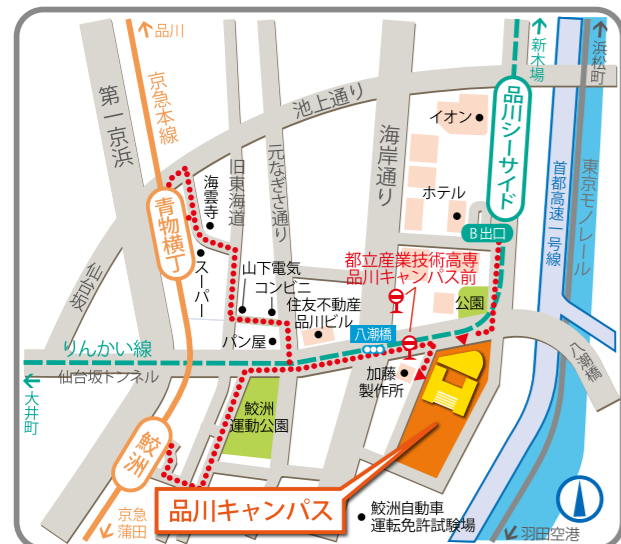 品川
新木場
浜松町
京急本線
第一京浜
池上通り
イオン
品川シーサイド
海岸通り
元なぎさ通り
旧東海道
海雲寺
首都高速一号線
東京モノレール
ホテル
青物横丁
B出口
スーパー
都立産業技術高専
品川キャンパス前
仙台坂
山下電気
コンビニ
公園
住友不動産
品川ビル
八潮橋
パン屋
りんかい線
仙台坂トンネル
加藤
製作所
八潮橋
大井町
鮫洲
運動公園
鮫洲
品川キャンパス
鮫洲自動車
運転免許試験場
京急
蒲田
羽田空港